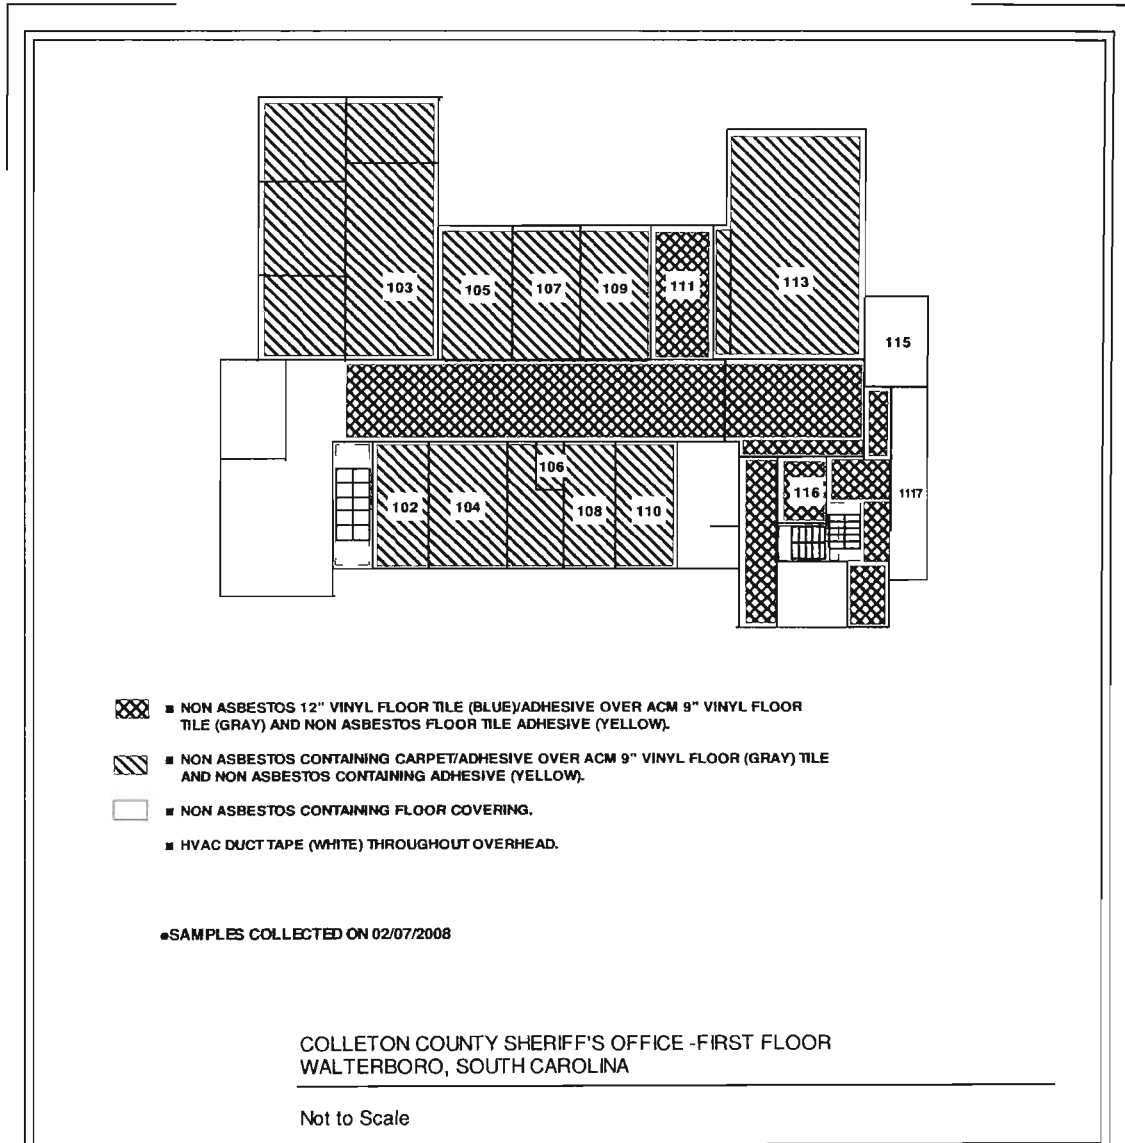 103
105
107
109
111
113
115
106
102
104
108
110
116
1117
■ NON ASBESTOS 12" VINYL FLOOR TILE (BLUE)/ADHESIVE OVER ACM 9" VINYL FLOOR
TILE (GRAY) AND NON ASBESTOS FLOOR TILE ADHESIVE (YELLOW).
■ NON ASBESTOS CONTAINING CARPET/ADHESIVE OVER ACM 9" VINYL FLOOR (GRAY) TILE
AND NON ASBESTOS CONTAINING ADHESIVE (YELLOW).
■ NON ASBESTOS CONTAINING FLOOR COVERING.
■ HVAC DUCT TAPE (WHITE) THROUGHOUT OVERHEAD.
•SAMPLES COLLECTED ON 02/07/2008
COLLETON COUNTY SHERIFF'S OFFICE -FIRST FLOOR
WALTERBORO, SOUTH CAROLINA
Not to Scale